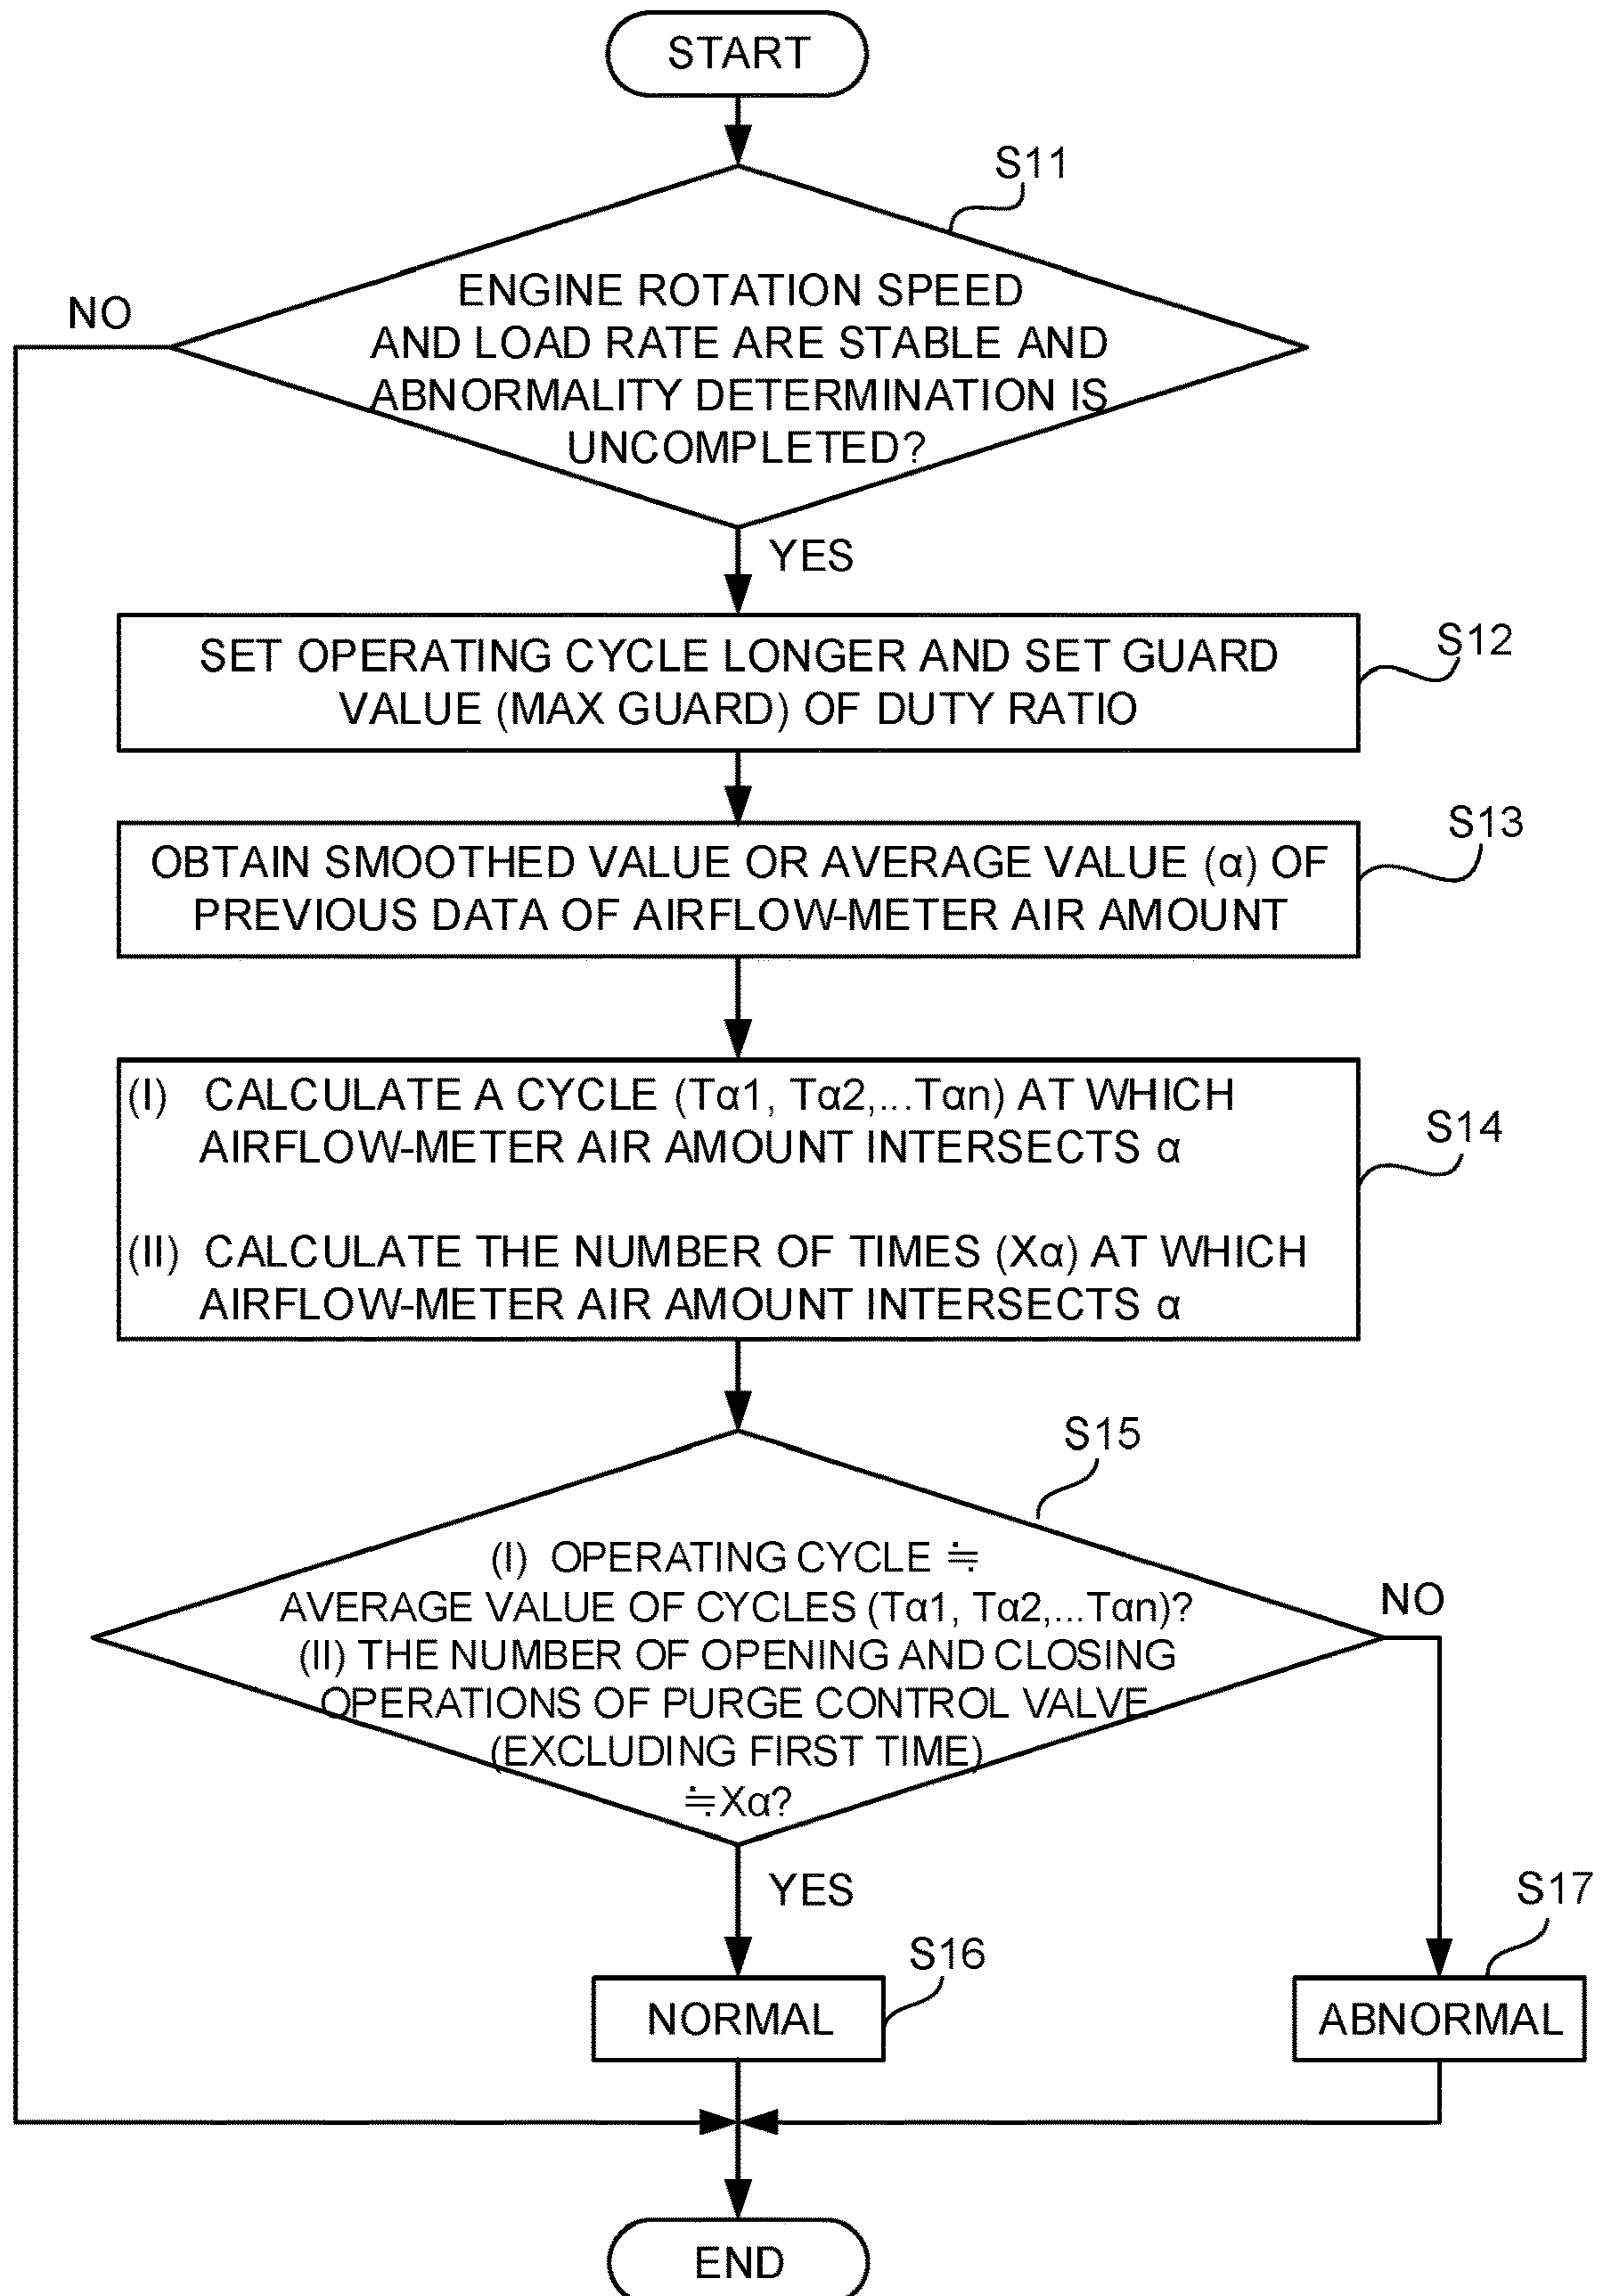 START
S11
ENGINE ROTATION SPEED
AND LOAD RATE ARE STABLE AND
ABNORMALITY DETERMINATION IS
UNCOMPLETED?
NO
YES
S12
SET OPERATING CYCLE LONGER AND SET GUARD
VALUE (MAX GUARD) OF DUTY RATIO
S13
OBTAIN SMOOTHED VALUE OR AVERAGE VALUE (α) OF
PREVIOUS DATA OF AIRFLOW-METER AIR AMOUNT
(I) CALCULATE A CYCLE (Tα1, Tα2,...Tαn) AT WHICH
AIRFLOW-METER AIR AMOUNT INTERSECTS α
S14
(II) CALCULATE THE NUMBER OF TIMES (Xα) AT WHICH
AIRFLOW-METER AIR AMOUNT INTERSECTS α
S15
(I) OPERATING CYCLE ≒
AVERAGE VALUE OF CYCLES (Tα1, Tα2,...Tαn)?
(II) THE NUMBER OF OPENING AND CLOSING
OPERATIONS OF PURGE CONTROL VALVE
(EXCLUDING FIRST TIME)
≒Xα?
NO
YES
S16
NORMAL
S17
ABNORMAL
END